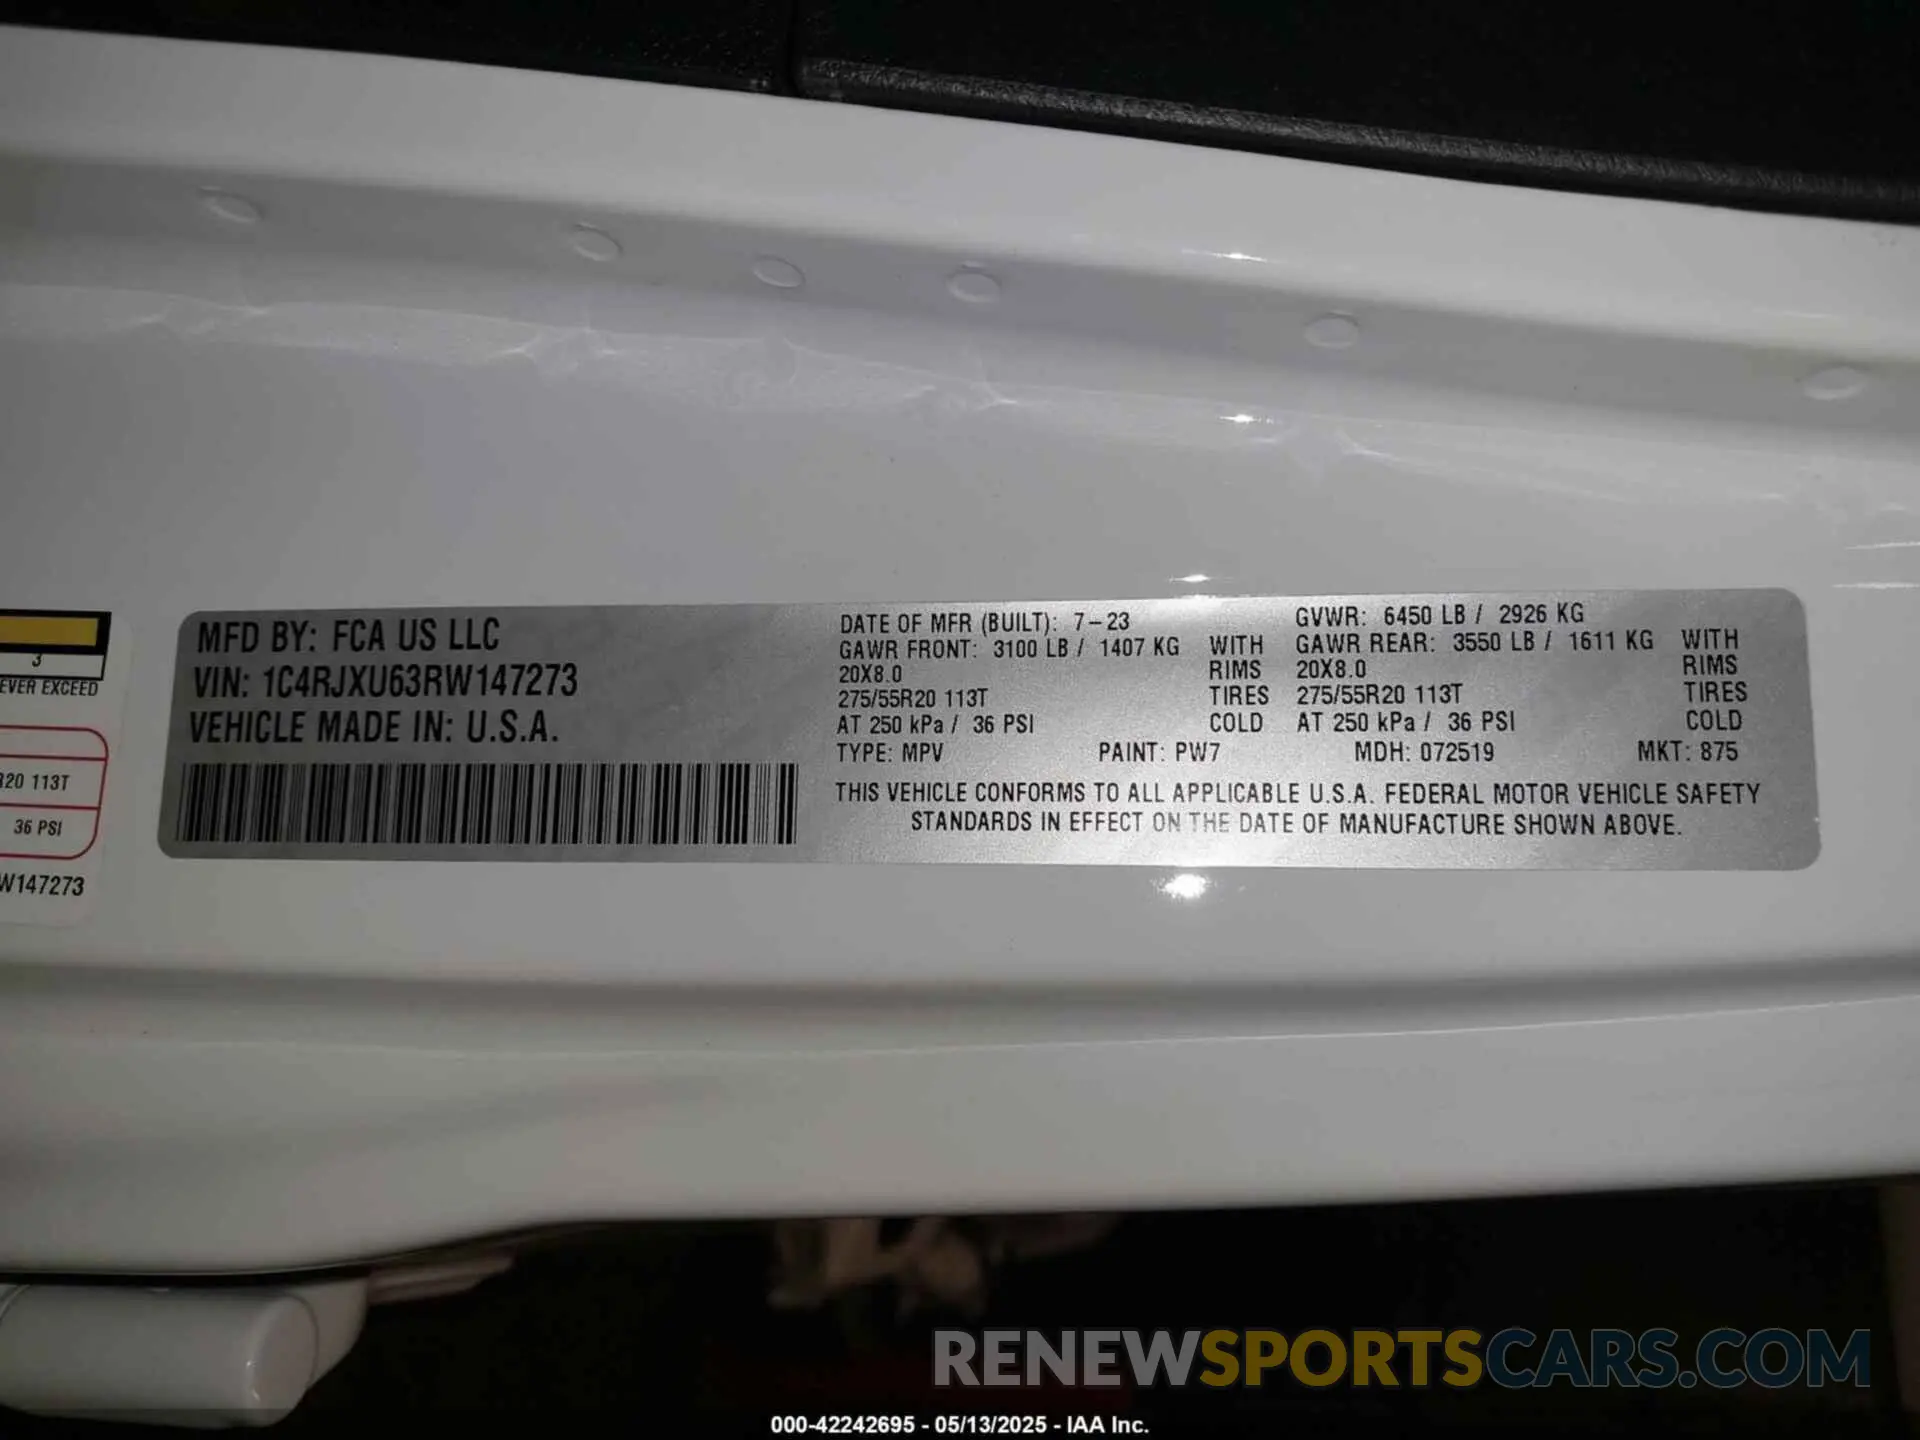 3
EVER EXCEED
R20 113T
36 PSI
W147273
MFD BY: FCA US LLC
VIN: 1C4RJXU63RW147273
VEHICLE MADE IN: U.S.A.
DATE OF MFR (BUILT): 7-23 GVWR: 6450 LB / 2926 KG
GAWR FRONT: 3100 LB / 1407 KG WITH GAWR REAR: 3550 LB / 1611 KG WITH
20X8.0 RIMS 20X8.0 RIMS
275/55R20 113T TIRES 275/55R20 113T TIRES
AT 250 kPa / 36 PSI COLD AT 250 kPa / 36 PSI COLD
TYPE: MPV PAINT: PW7 MDH: 072519 MKT: 875
THIS VEHICLE CONFORMS TO ALL APPLICABLE U.S.A. FEDERAL MOTOR VEHICLE SAFETY
STANDARDS IN EFFECT ON THE DATE OF MANUFACTURE SHOWN ABOVE.
RENEWSPORTSCARS.COM
000-42242695 - 05/13/2025 - IAA Inc.